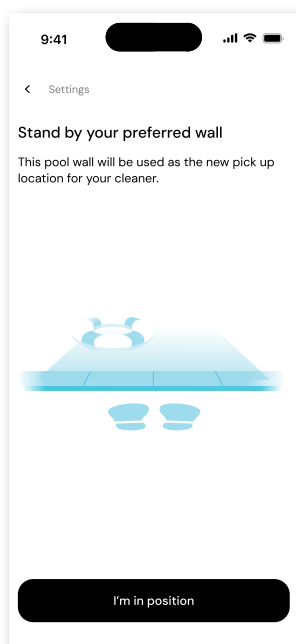 9:41
Settings
Stand by your preferred wall
This pool wall will be used as the new pick up
location for your cleaner.
I’m in position